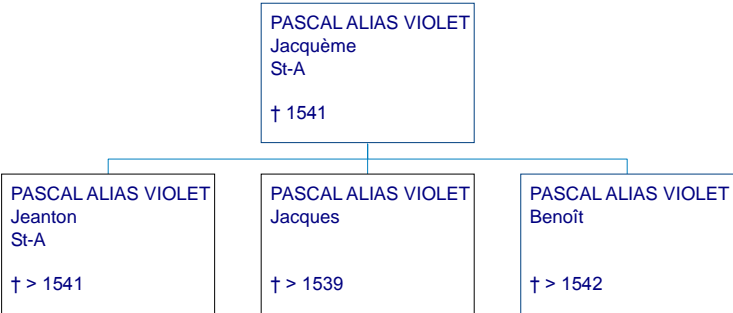 PASCAL ALIAS VIOLET
Jacquème
St-A
† 1541
PASCAL ALIAS VIOLET
Jeanton
St-A
† > 1541
PASCAL ALIAS VIOLET
Jacques
† > 1539
PASCAL ALIAS VIOLET
Benoît
† > 1542